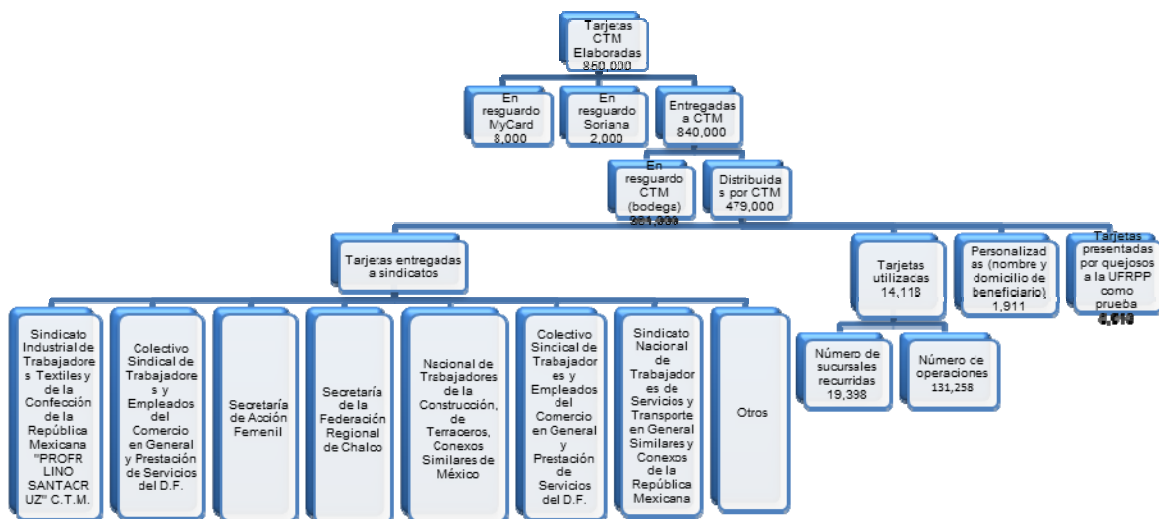 Tarjetas
CTM
Elaboradas
850,000
En
resguardo
MyCard
8,000
En
resguardo
Soriana
2,000
Entregadas
a CTM
840,000
En
resguardo
CTM
(bodega)
Distribuida
s por CTM
479,000
Tarjetas entregadas
a sindicatos
Tarjetas
utilizadas
14,118
Personalizad
as (nombre y
domicilio de
beneficiario),
1,911
Tarjetas
presentadas
por quejosos
a la UFRPP
como
prueba
Sindicato
Industrial de
Trabajadore
s Textiles y
de la
Confección
de la
República
Mexicana
"PROFR
LINO
SANTACR
UZ" C.T.M.
Colectivo
Sindical de
Trabajadore
s y
Empleados
del
Comercio
en General
y Prestación
de Servicios
del D.F.
Secretaría
de Acción
Femenil
Secretaría
de la
Federación
Regional
de Chalco
Nacional de
Trabajadores
de la
Construcción,
de
Terraceros,
Conexos
Similares de
México
Colectivo
Sindical de
Trabajador
es y
Empleados
del
Comercio
en General
y
Prestación
de
Servicios
del D.F.
Sindicato
Nacional
de
Trabajador
es de
Servicios y
Transporte
en General
Similares y
Conexos
de la
República
Mexicana
Otros
Número de
sucursales
recurridas
19,398
Número de
operaciones
131,258